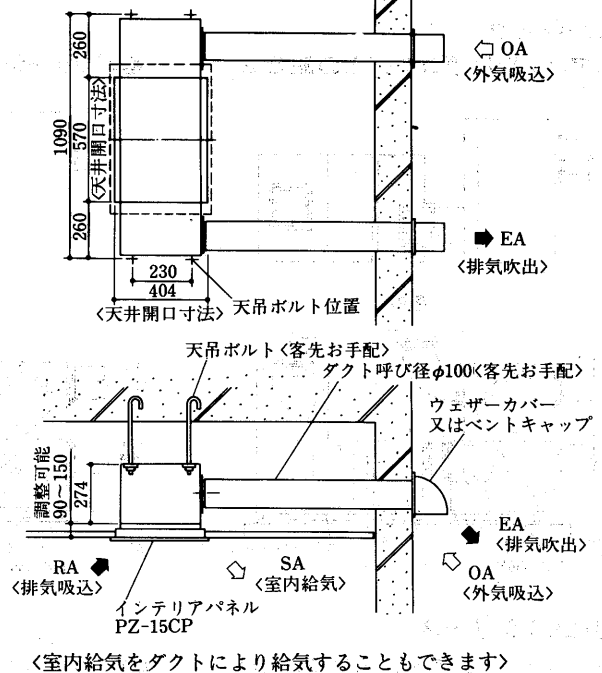 260
1090
570
〈天井開口寸法〉
260
230
404
〈天井開口寸法〉
天吊ボルト位置
OA
〈外気吸込〉
EA
〈排気吹出〉
天吊ボルト〈客先お手配〉
ダクト呼び径φ100〈客先お手配〉
ウェザーカバー
又はベントキャップ
調整可能
90~150
274
RA
〈排気吸込〉
SA
〈室内給気〉
EA
〈排気吹出〉
OA
〈外気吸込〉
インテリアパネル
PZ-15CP
〈室内給気をダクトにより給気することもできます〉